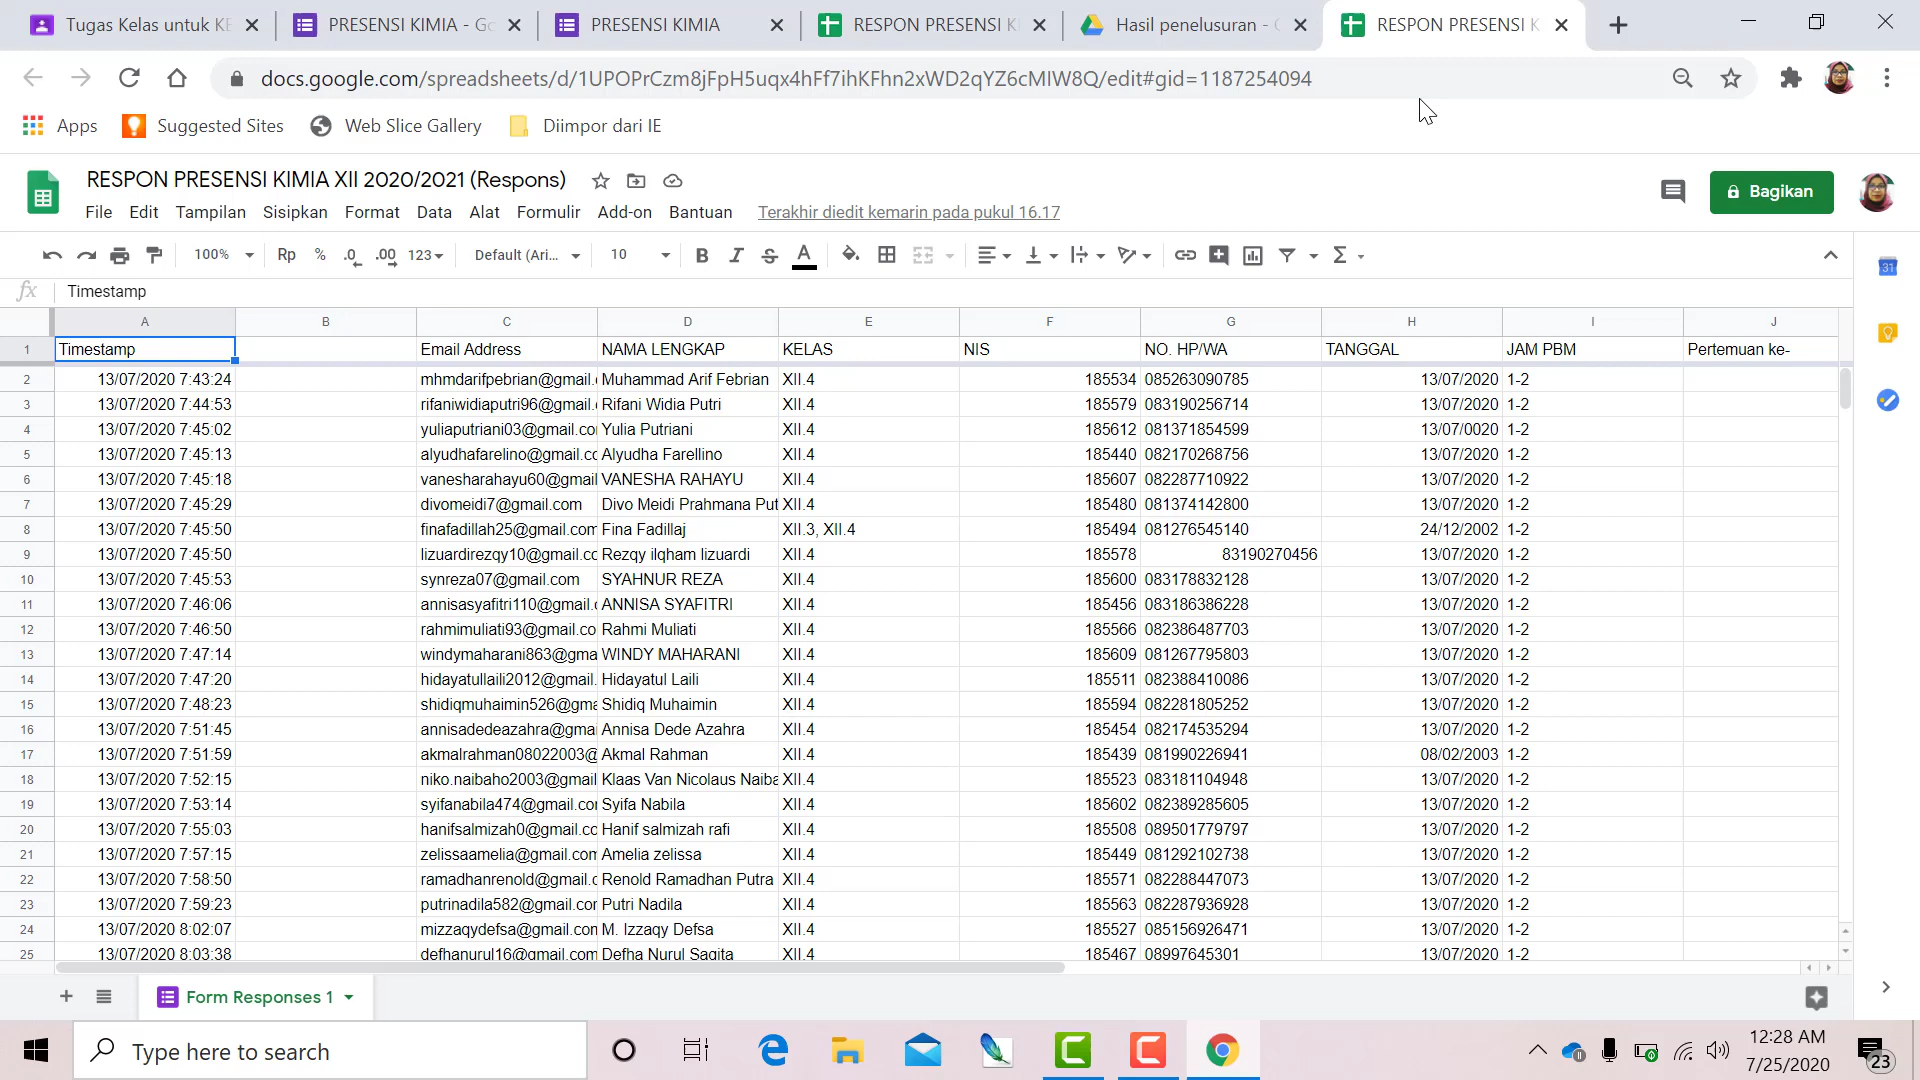 Tugas Kelas untuk KE
PRESENSI KIMIA - Go
PRESENSI KIMIA
RESPON PRESENSI K
Hasil penelusuran - G
RESPON PRESENSI K
docs.google.com/spreadsheets/d/1UPOPrCzm8jFpH5uqx4hFf7ihKFhn2xWD2qYZ6cMIW8Q/edit#gid=1187254094
Apps Suggested Sites Web Slice Gallery Diimpor dari IE
RESPON PRESENSI KIMIA XII 2020/2021 (Respons)
Bagikan
File Edit Tampilan Sisipkan Format Data Alat Formulir Add-on Bantuan Terakhir diedit kemarin pada pukul 16.17
100% Rp % .0 .00 123 Default (Ari... 10 B I S A Σ
31
fx Timestamp
A B C D E F G H I J
1 Timestamp Email Address NAMA LENGKAP KELAS NIS NO. HP/WA TANGGAL JAM PBM Pertemuan ke-
2 13/07/2020 7:43:24 mhmdarifpebrian@gmail. Muhammad Arif Febrian XII.4 185534 085263090785 13/07/2020 1-2
3 13/07/2020 7:44:53 rifaniwidiaputri96@gmail. Rifani Widia Putri XII.4 185579 083190256714 13/07/2020 1-2
4 13/07/2020 7:45:02 yuliaputriani03@gmail.co Yulia Putriani XII.4 185612 081371854599 13/07/0020 1-2
5 13/07/2020 7:45:13 alyudhafarelino@gmail.co Alyudha Farellino XII.4 185440 082170268756 13/07/2020 1-2
6 13/07/2020 7:45:18 vanesharahayu60@gmail VANESHA RAHAYU XII.4 185607 082287710922 13/07/2020 1-2
7 13/07/2020 7:45:29 divomeidi7@gmail.com Divo Meidi Prahmana Put XII.4 185480 081374142800 13/07/2020 1-2
8 13/07/2020 7:45:50 finafadillah25@gmail.com Fina Fadillaj XII.3, XII.4 185494 081276545140 24/12/2002 1-2
9 13/07/2020 7:45:50 lizuardirezqy10@gmail.cc Rezqy ilqham lizuardi XII.4 185578 83190270456 13/07/2020 1-2
10 13/07/2020 7:45:53 synreza07@gmail.com SYAHNUR REZA XII.4 185600 083178832128 13/07/2020 1-2
11 13/07/2020 7:46:06 annisasyafitri110@gmail. ANNISA SYAFITRI XII.4 185456 083186386228 13/07/2020 1-2
12 13/07/2020 7:46:50 rahmimuliati93@gmail.co Rahmi Muliati XII.4 185566 082386487703 13/07/2020 1-2
13 13/07/2020 7:47:14 windymaharani863@gma WINDY MAHARANI XII.4 185609 081267795803 13/07/2020 1-2
14 13/07/2020 7:47:20 hidayatullaili2012@gmail. Hidayatul Laili XII.4 185511 082388410086 13/07/2020 1-2
15 13/07/2020 7:48:23 shidiqmuhaimin526@gma Shidiq Muhaimin XII.4 185594 082281805252 13/07/2020 1-2
16 13/07/2020 7:51:45 annisadedeazahra@gmai Annisa Dede Azahra XII.4 185454 082174535294 13/07/2020 1-2
17 13/07/2020 7:51:59 akmalrahman08022003@ Akmal Rahman XII.4 185439 081990226941 08/02/2003 1-2
18 13/07/2020 7:52:15 niko.naibaho2003@gmail Klaas Van Nicolaus Naiba XII.4 185523 083181104948 13/07/2020 1-2
19 13/07/2020 7:53:14 syifanabila474@gmail.cor Syifa Nabila XII.4 185602 082389285605 13/07/2020 1-2
20 13/07/2020 7:55:03 hanifsalmizah0@gmail.cc Hanif salmizah rafi XII.4 185508 089501779797 13/07/2020 1-2
21 13/07/2020 7:57:15 zelissaamelia@gmail.com Amelia zelissa XII.4 185449 081292102738 13/07/2020 1-2
22 13/07/2020 7:58:50 ramadhanrenold@gmail.c Renold Ramadhan Putra XII.4 185571 082288447073 13/07/2020 1-2
23 13/07/2020 7:59:23 putrinadila582@gmail.cor Putri Nadila XII.4 185563 082287936928 13/07/2020 1-2
24 13/07/2020 8:02:07 mizzaqydefsa@gmail.con M. Izzaqy Defsa XII.4 185527 085156926471 13/07/2020 1-2
25 13/07/2020 8:03:38 defhanurul16@gmail.com Defha Nurul Sagita XII.4 185467 08997645301 13/07/2020 1-2
Form Responses 1
Type here to search
12:28 AM
7/25/2020
23